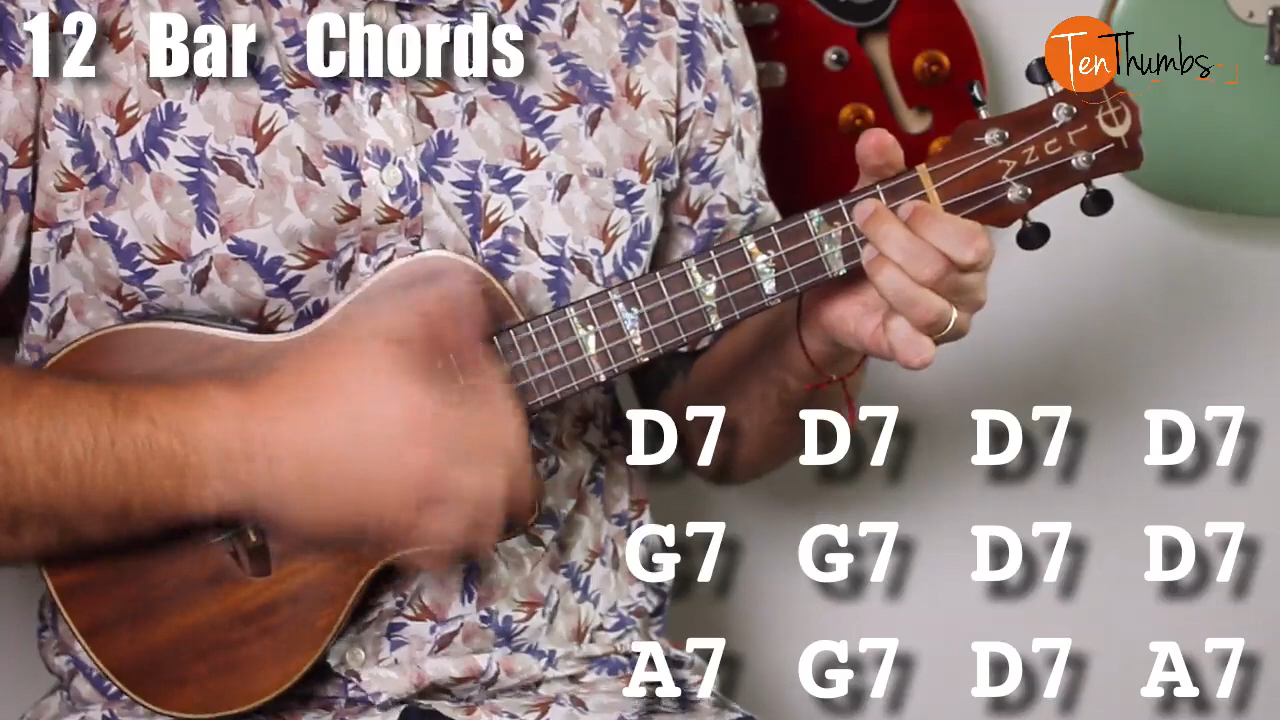 12 Bar Chords
TenThumbs
LUNA
D7 D7 D7 D7
G7 G7 D7 D7
A7 G7 D7 A7